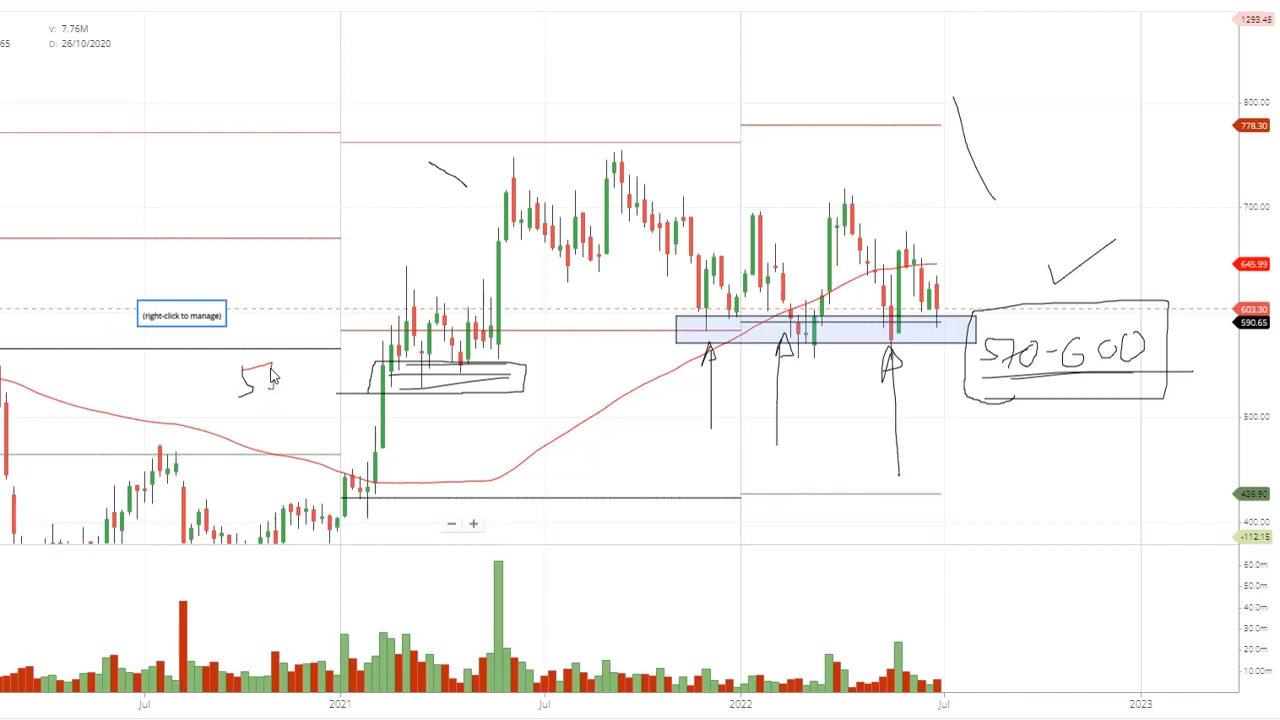 V: 7.76M
65
D: 26/10/2020
1293.45
800.00
778.30
700.00
645.99
(right-click to manage)
603.30
590.65
570-600
500.00
426.90
400.00
-112.15
60.0m
50.0m
40.0m
30.0m
20.0m
10.00m
Jul
2021
Jul
2022
Jul
2023